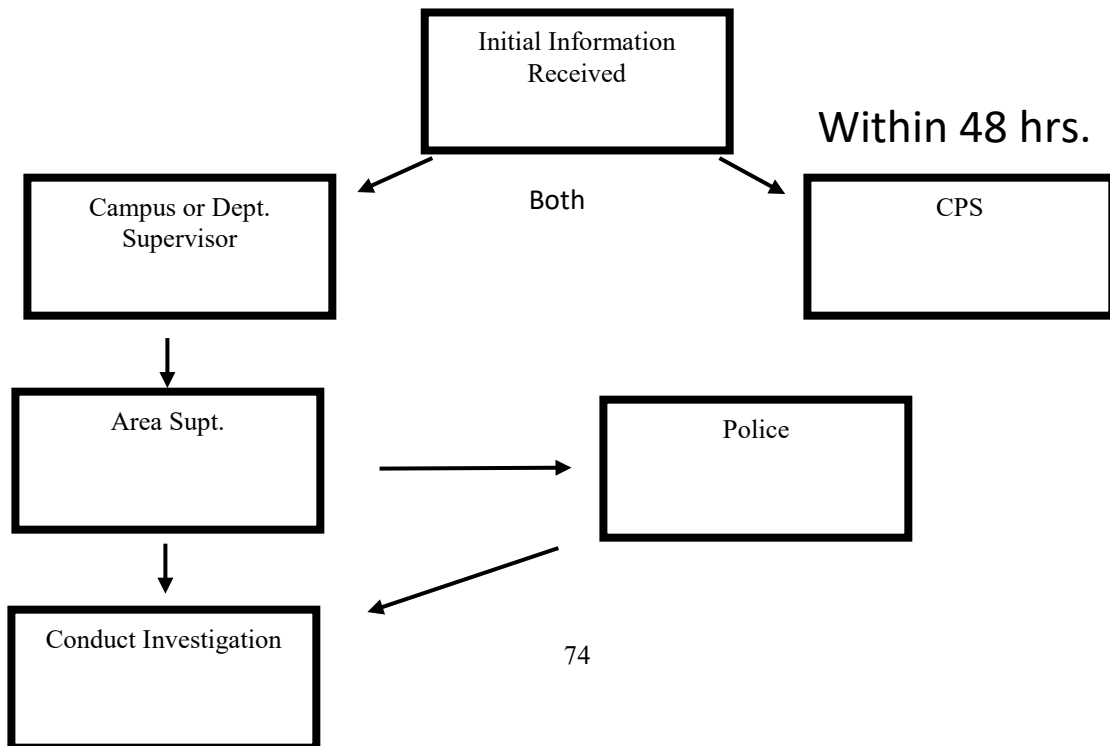 Initial Information
Received
Within 48 hrs.
Both
Campus or Dept.
Supervisor
CPS
Area Supt.
Police
Conduct Investigation
74